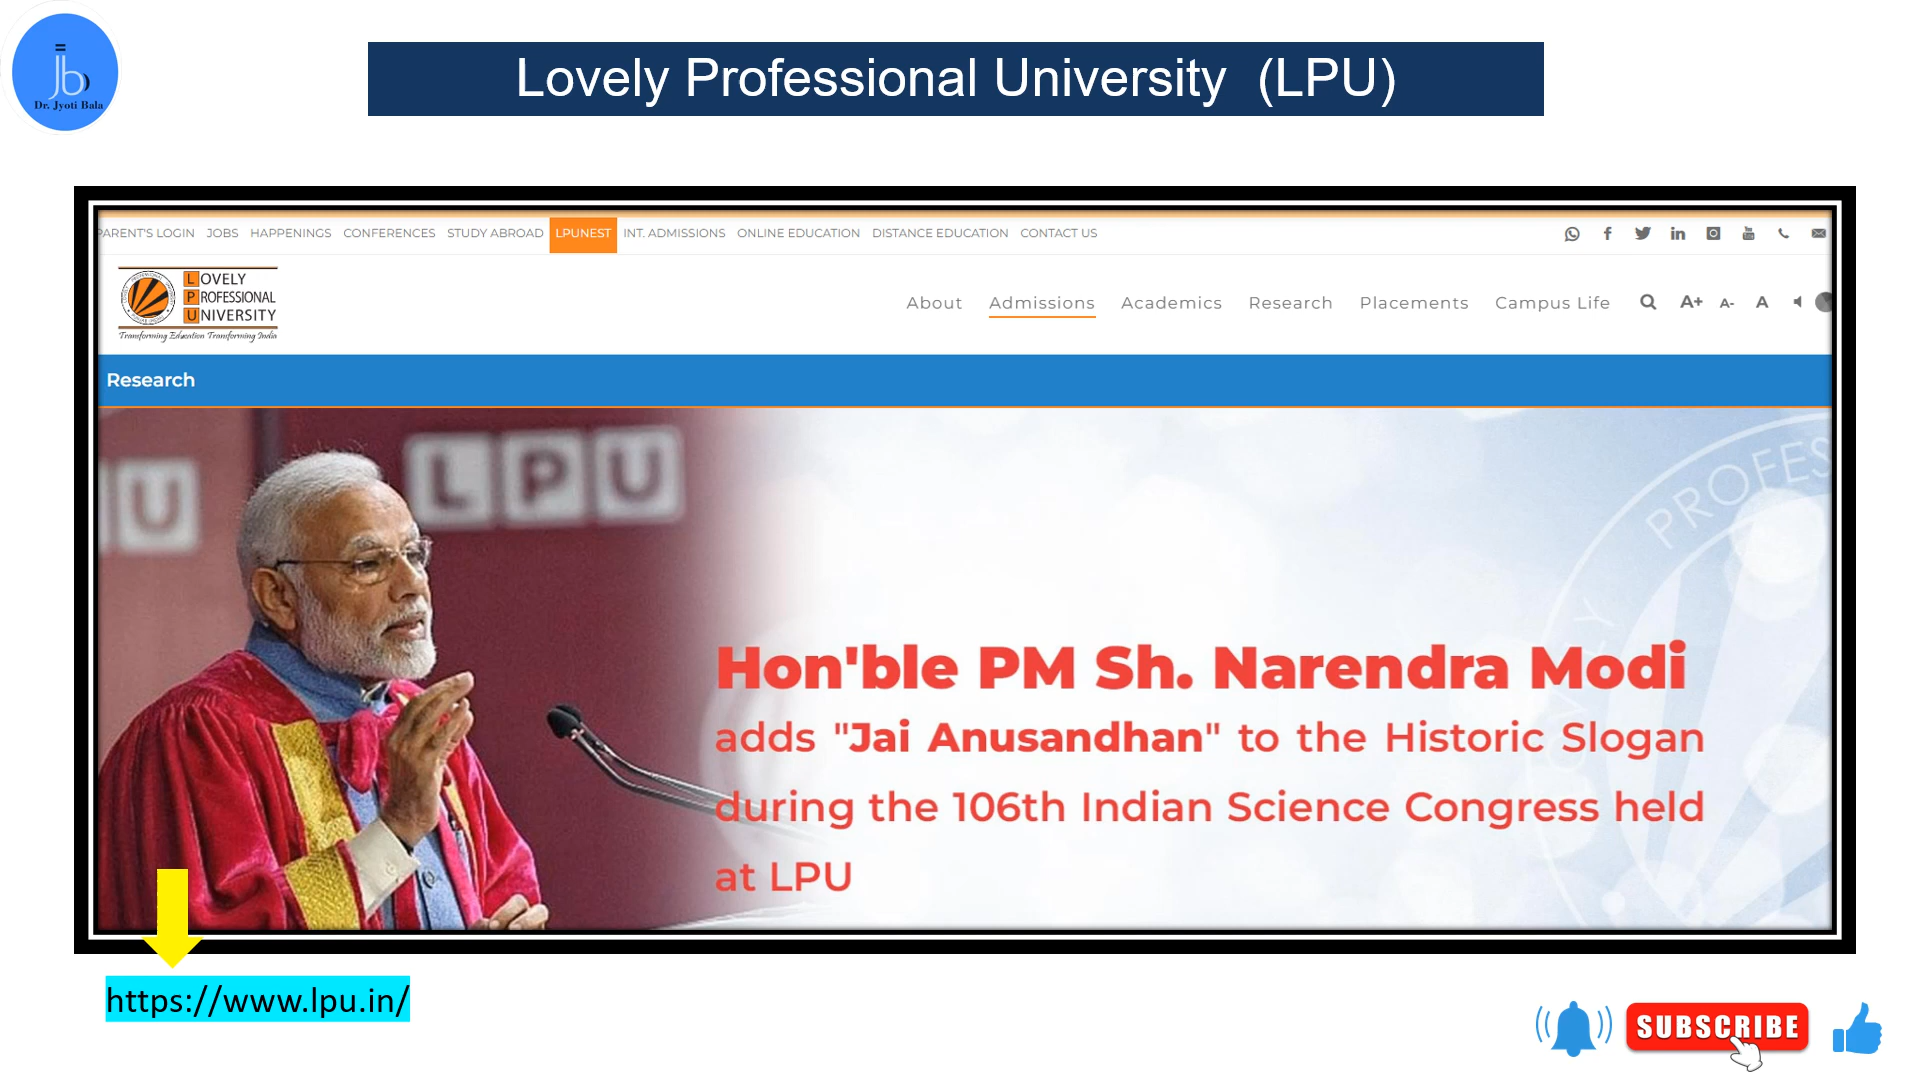 Dr. Jyoti Bala
Lovely Professional University (LPU)
PARENT'S LOGIN JOBS HAPPENINGS CONFERENCES STUDY ABROAD LPUNEST INT. ADMISSIONS ONLINE EDUCATION DISTANCE EDUCATION CONTACT US
LOVELY
PROFESSIONAL
UNIVERSITY
Transforming Education Transforming India
About Admissions Academics Research Placements Campus Life A+ A- A
Research
U LPU
PROFES
LOVELY
Hon'ble PM Sh. Narendra Modi
adds "Jai Anusandhan" to the Historic Slogan
during the 106th Indian Science Congress held
at LPU
https://www.lpu.in/
SUBSCRIBE